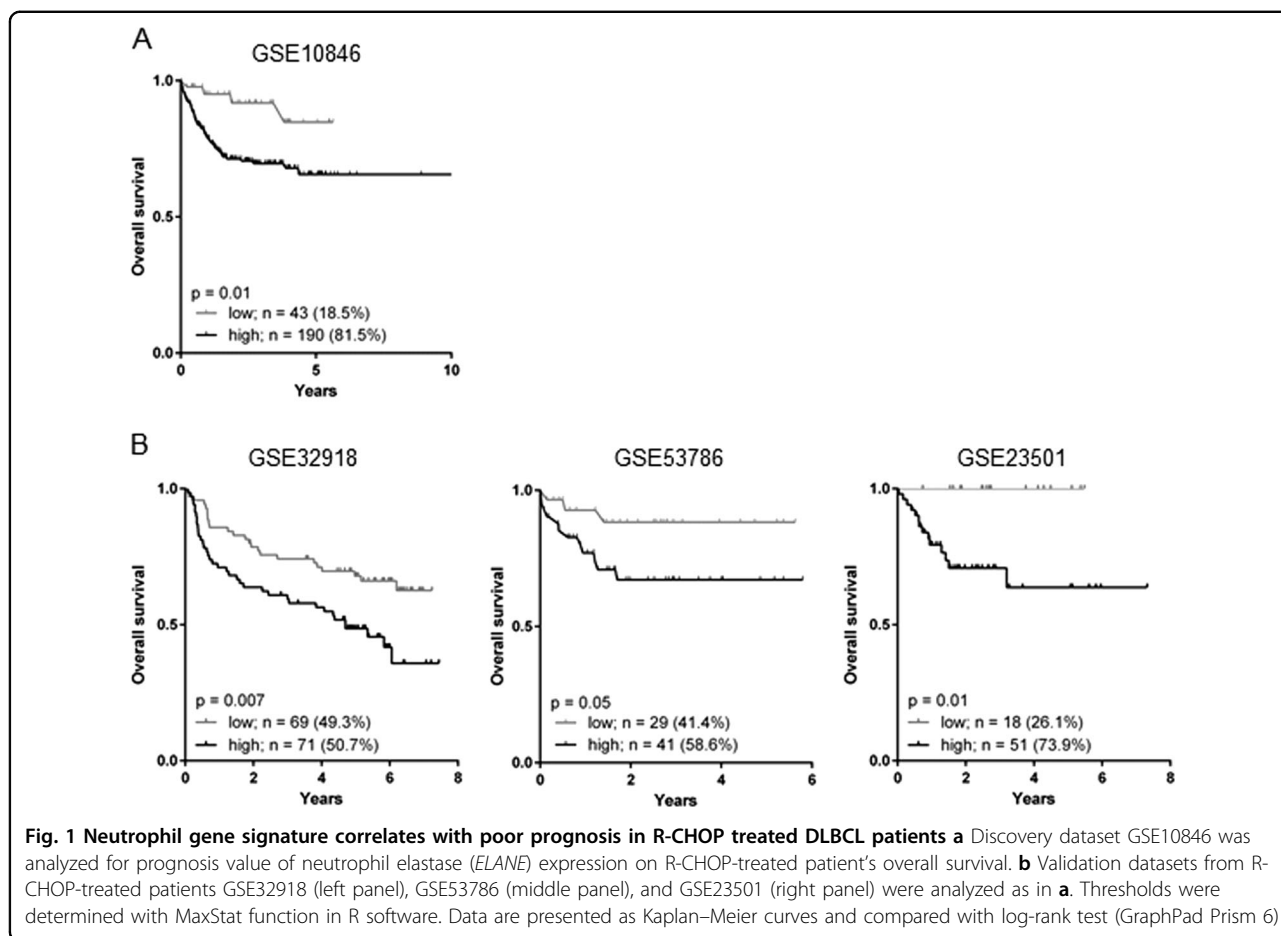 A
GSE10846
1.0
0.5
0.0
Overall survival
p = 0.01
low; n = 43 (18.5%)
high; n = 190 (81.5%)
0 5 10
Years
B
GSE32918
1.0
0.5
0.0
Overall survival
p = 0.007
low; n = 69 (49.3%)
high; n = 71 (50.7%)
0 2 4 6 8
Years
GSE53786
1.0
0.5
0.0
Overall survival
p = 0.05
low; n = 29 (41.4%)
high; n = 41 (58.6%)
0 2 4 6
Years
GSE23501
1.0
0.5
0.0
Overall survival
p = 0.01
low; n = 18 (26.1%)
high; n = 51 (73.9%)
0 2 4 6 8
Years
Fig. 1 Neutrophil gene signature correlates with poor prognosis in R-CHOP treated DLBCL patients a Discovery dataset GSE10846 was
analyzed for prognosis value of neutrophil elastase (ELANE) expression on R-CHOP-treated patient's overall survival. b Validation datasets from R-
CHOP-treated patients GSE32918 (left panel), GSE53786 (middle panel), and GSE23501 (right panel) were analyzed as in a. Thresholds were
determined with MaxStat function in R software. Data are presented as Kaplan–Meier curves and compared with log-rank test (GraphPad Prism 6)